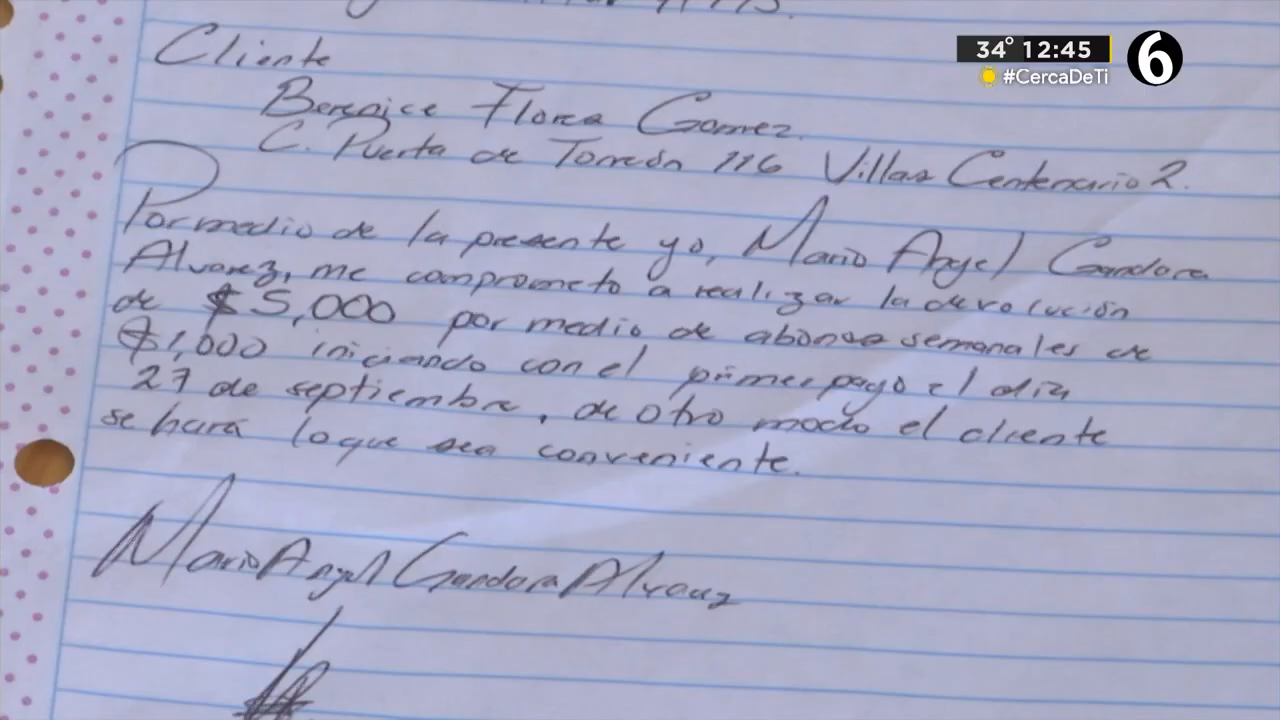 Cliente
34° 12:45
#CercaDeTi
6
Berenice Flores Gomez.
C. Puerta de Torreón 116 Villas Centenario 2.
Por medio de la presente yo, Mario Angel Gandora
Alvarez, me comprometo a realizar la devolución
de $5,000 por medio de abonos semanales de
$1,000 iniciando con el primer pago el dia
27 de septiembre, de otro modo el cliente
se hará lo que sea conveniente.
Mario Angel Gandora Alvarez